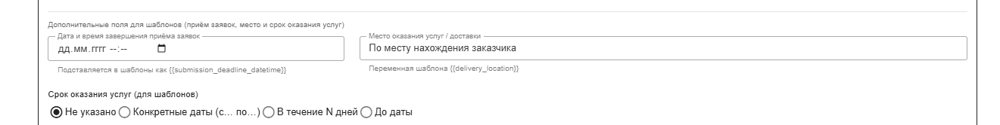 Дополнительные поля для шаблонов (приём заявок, место и срок оказания услуг)
Дата и время завершения приёма заявок
Место оказания услуг / доставки
дд.мм.гггг --:--
По месту нахождения заказчика
Подставляется в шаблоны как {{submission_deadline_datetime}}
Переменная шаблона {{delivery_location}}
Срок оказания услуг (для шаблонов)
Не указано Конкретные даты (с… по…) В течение N дней До даты